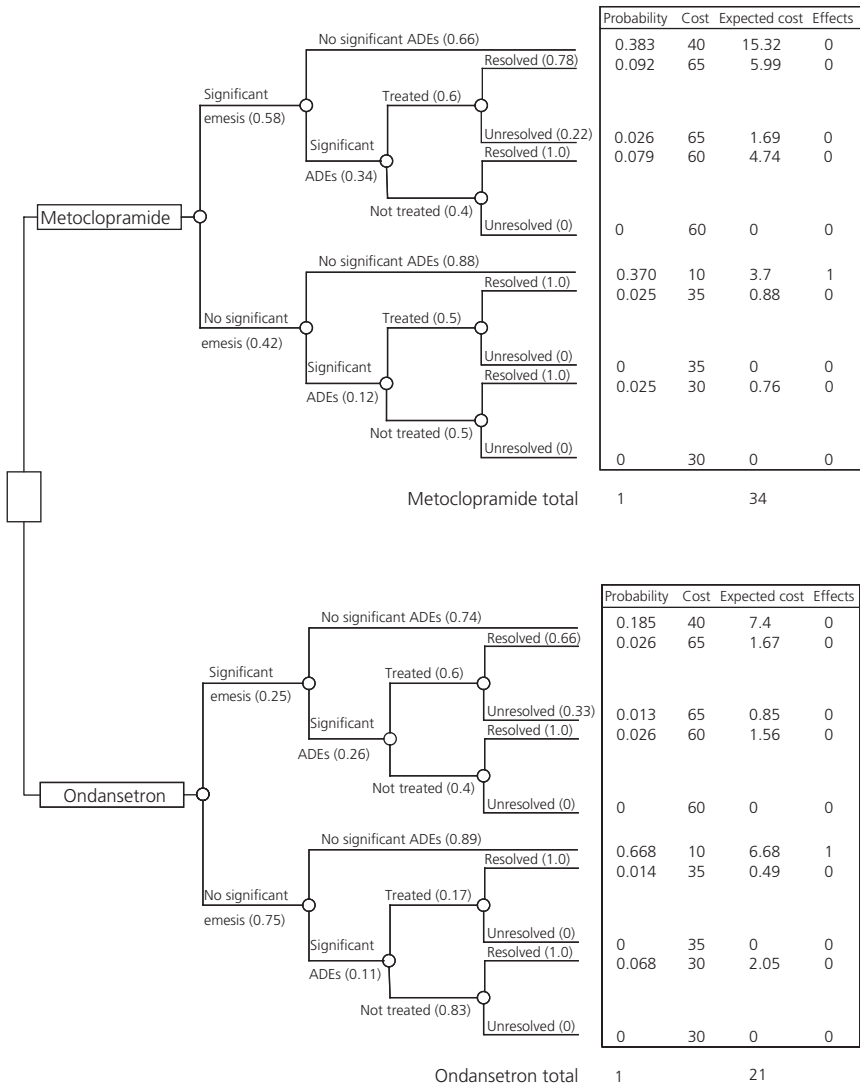 Probability Cost Expected cost Effects
No significant ADEs (0.66) 0.383 40 15.32 0
Resolved (0.78) 0.092 65 5.99 0
Significant
emesis (0.58)
Treated (0.6)
Unresolved (0.22) 0.026 65 1.69 0
Significant
ADEs (0.34)
Resolved (1.0) 0.079 60 4.74 0
Not treated (0.4)
Unresolved (0) 0 60 0 0
Metoclopramide
No significant ADEs (0.88) 0.370 10 3.7 1
Resolved (1.0) 0.025 35 0.88 0
No significant
emesis (0.42)
Treated (0.5)
Unresolved (0) 0 35 0 0
Significant
ADEs (0.12)
Resolved (1.0) 0.025 30 0.76 0
Not treated (0.5)
Unresolved (0) 0 30 0 0
Metoclopramide total 1 34
Probability Cost Expected cost Effects
No significant ADEs (0.74) 0.185 40 7.4 0
Resolved (0.66) 0.026 65 1.67 0
Significant
emesis (0.25)
Treated (0.6)
Unresolved (0.33) 0.013 65 0.85 0
Significant
ADEs (0.26)
Resolved (1.0) 0.026 60 1.56 0
Not treated (0.4)
Unresolved (0) 0 60 0 0
Ondansetron
No significant ADEs (0.89) 0.668 10 6.68 1
Resolved (1.0) 0.014 35 0.49 0
No significant
emesis (0.75)
Treated (0.17)
Unresolved (0) 0 35 0 0
Significant
ADEs (0.11)
Resolved (1.0) 0.068 30 2.05 0
Not treated (0.83)
Unresolved (0) 0 30 0 0
Ondansetron total 1 21